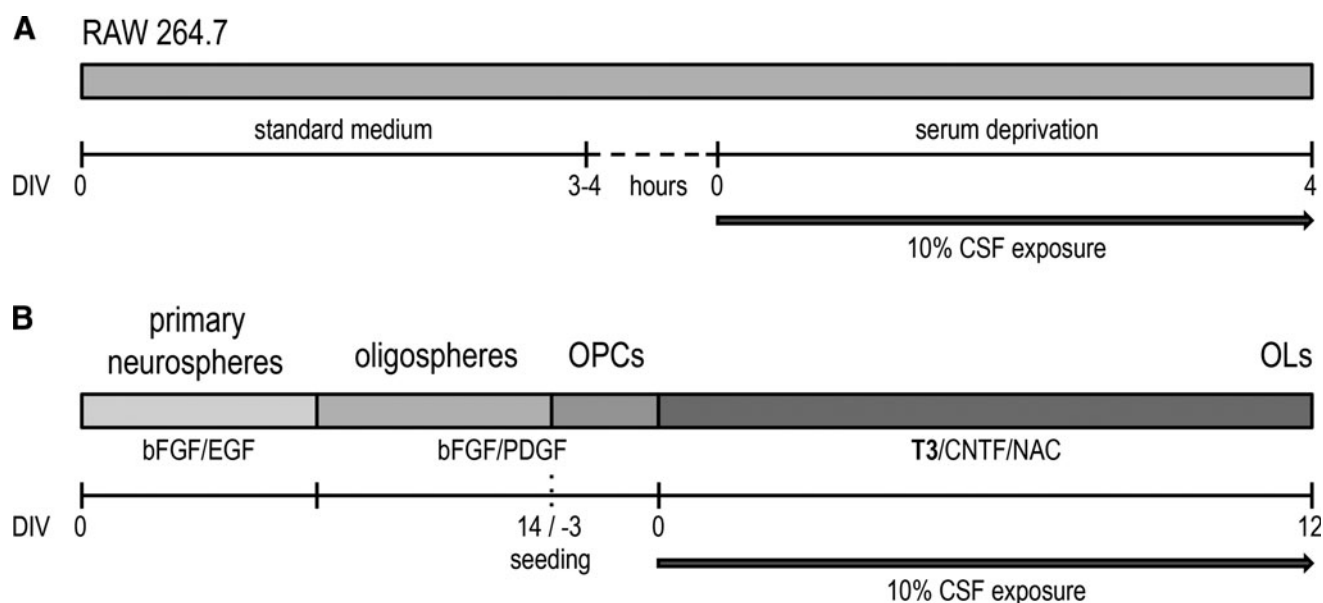 A
RAW 264.7
standard medium serum deprivation
DIV 0 3-4 hours 0 4
10% CSF exposure
B
primary
neurospheres oligospheres OPCs OLs
bFGF/EGF bFGF/PDGF T3/CNTF/NAC
DIV 0 14 / -3 0 12
seeding
10% CSF exposure